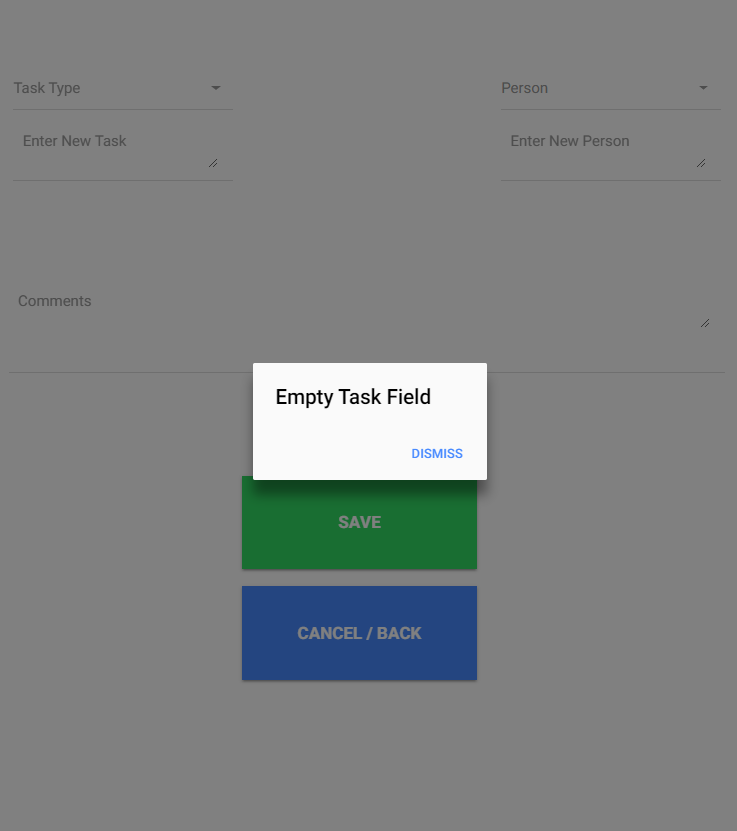 Task Type
Person
Enter New Task
Enter New Person
Comments
Empty Task Field
DISMISS
SAVE
CANCEL / BACK